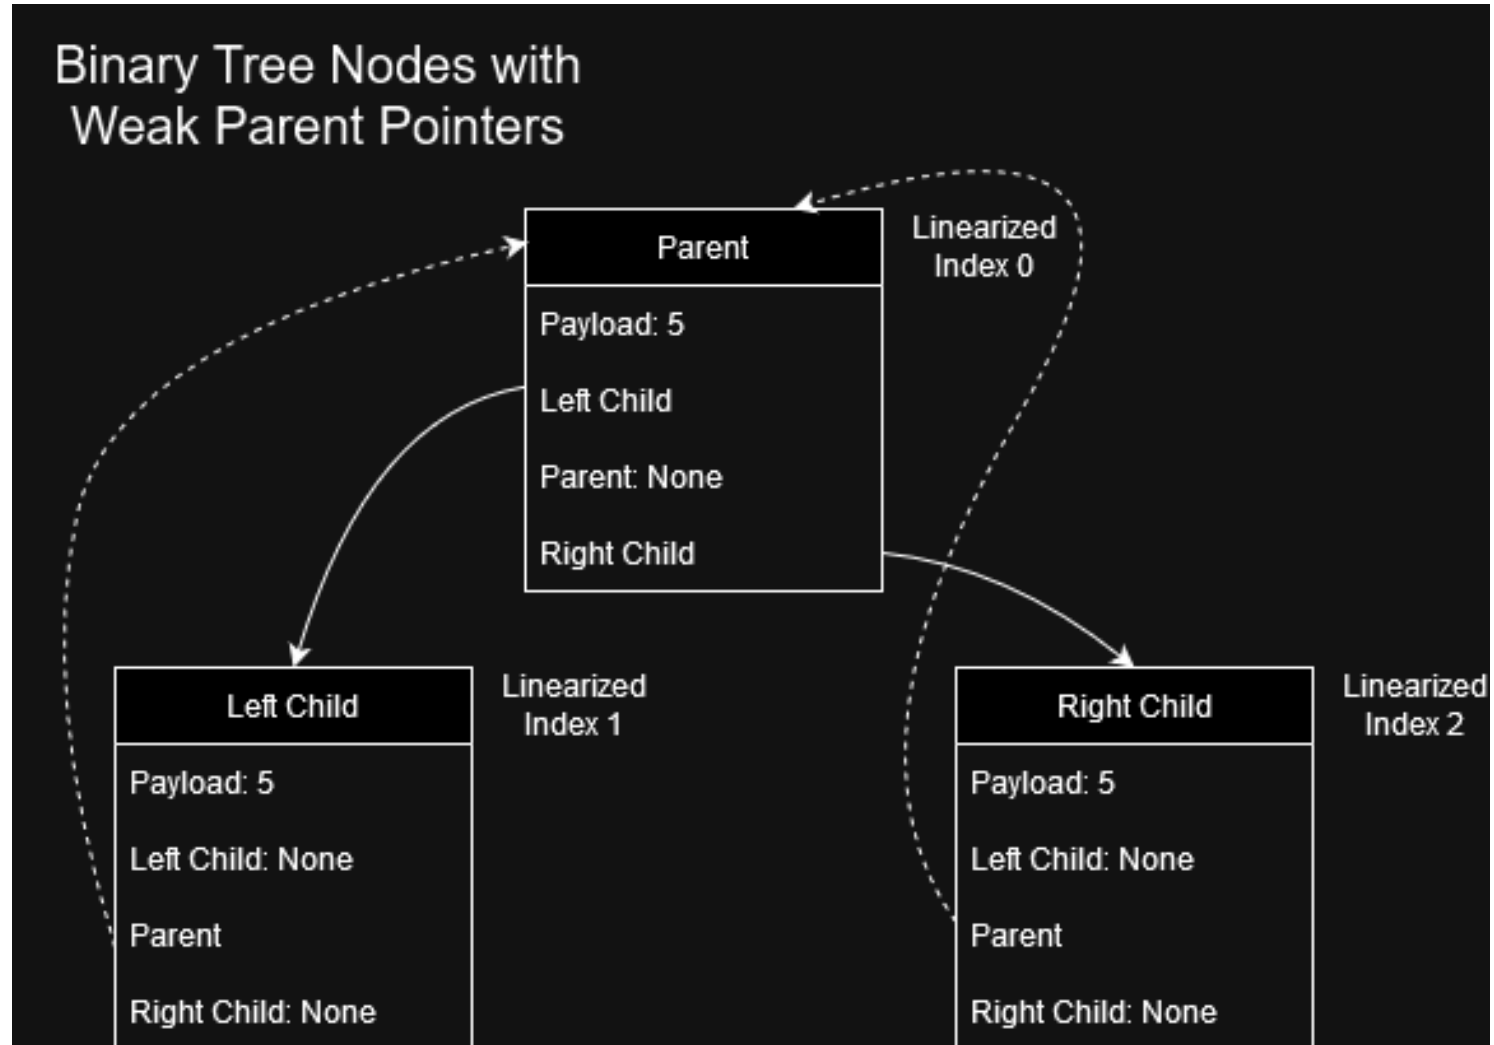 Binary Tree Nodes with
Weak Parent Pointers
Parent
Linearized
Index 0
Payload: 5
Left Child
Parent: None
Right Child
Left Child
Linearized
Index 1
Payload: 5
Left Child: None
Parent
Right Child: None
Right Child
Linearized
Index 2
Payload: 5
Left Child: None
Parent
Right Child: None